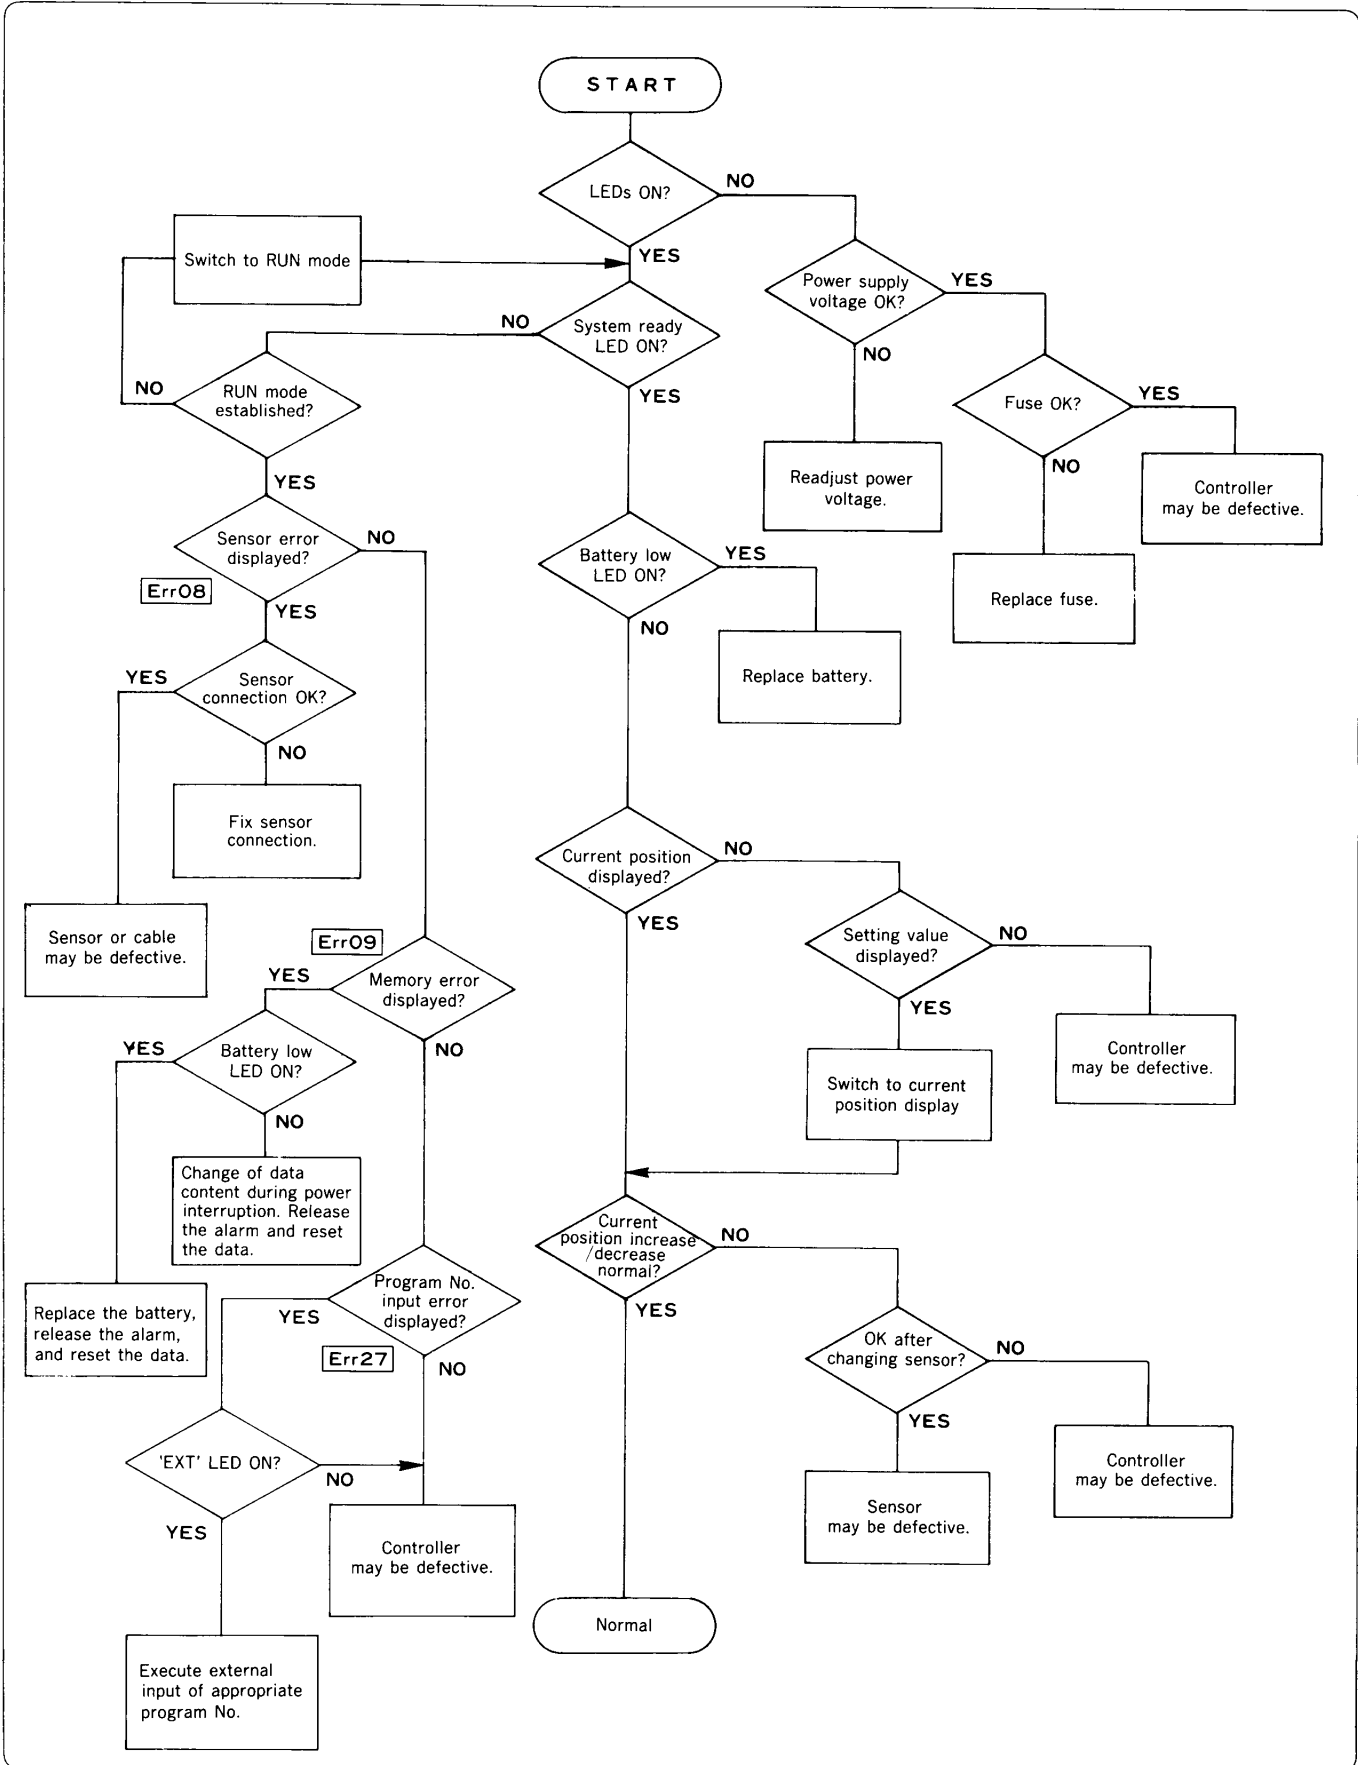 START
LEDs ON?
NO
YES
Switch to RUN mode
Power supply
voltage OK?
YES
NO
System ready
LED ON?
NO
YES
RUN mode
established?
NO
YES
Fuse OK?
YES
NO
Readjust power
voltage.
Controller
may be defective.
Replace fuse.
Sensor error
displayed?
NO
Err08
YES
Battery low
LED ON?
YES
NO
Replace battery.
Sensor
connection OK?
YES
NO
Fix sensor
connection.
Sensor or cable
may be defective.
Current position
displayed?
NO
YES
Setting value
displayed?
NO
YES
Controller
may be defective.
Switch to current
position display
Err09
Memory error
displayed?
YES
NO
Battery low
LED ON?
YES
NO
Change of data
content during power
interruption. Release
the alarm and reset
the data.
Replace the battery,
release the alarm,
and reset the data.
Current
position increase
/decrease
normal?
NO
YES
Program No.
input error
displayed?
YES
Err27
NO
OK after
changing sensor?
NO
YES
Controller
may be defective.
Sensor
may be defective.
'EXT' LED ON?
NO
YES
Controller
may be defective.
Normal
Execute external
input of appropriate
program No.